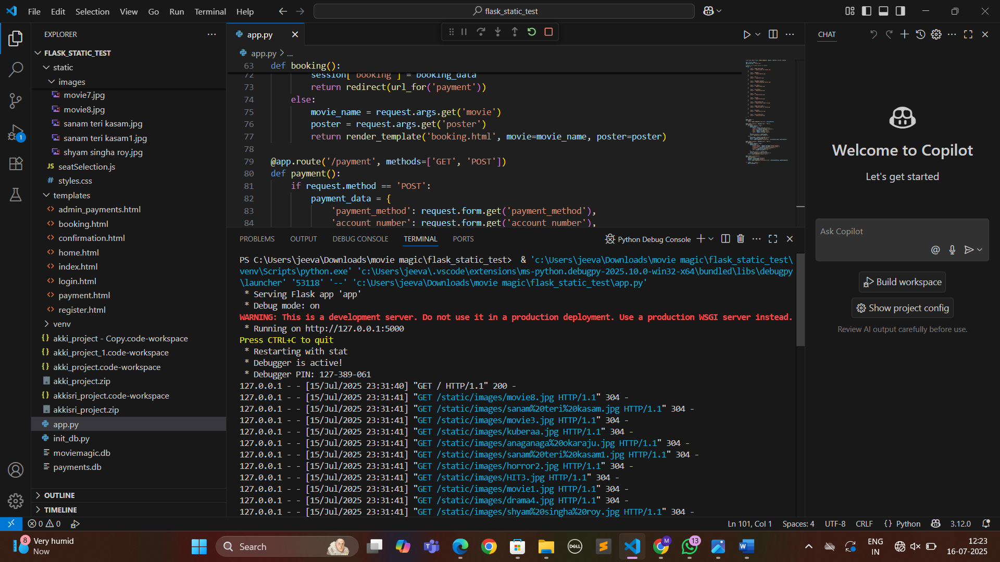 File Edit Selection View Go Run Terminal Help
flask_static_test
EXPLORER
FLASK_STATIC_TEST
static
images
movie7.jpg
movie8.jpg
sanam teri kasam.jpg
sanam teri kasam1.jpg
shyam singha roy.jpg
JS seatSelection.js
# styles.css
templates
<> admin_payments.html
<> booking.html
<> confirmation.html
<> home.html
<> index.html
<> login.html
<> payment.html
<> register.html
venv
{} akki_project - Copy.code-workspace
{} akki_project_1.code-workspace
{} akki_project.code-workspace
akki_project.zip
{} akkisri_project.code-workspace
akkisri_project.zip
app.py
init_db.py
moviemagic.db
payments.db
OUTLINE
TIMELINE
1
app.py
app.py > ...
63 def booking():
72 session['booking'] = booking_data
73 return redirect(url_for('payment'))
74 else:
75 movie_name = request.args.get('movie')
76 poster = request.args.get('poster')
77 return render_template('booking.html', movie=movie_name, poster=poster)
78
79 @app.route('/payment', methods=['GET', 'POST'])
80 def payment():
81 if request.method == 'POST':
82 payment_data = {
83 'payment_method': request.form.get('payment_method'),
84 'account_number': request.form.get('account_number'),
PROBLEMS OUTPUT DEBUG CONSOLE TERMINAL PORTS
Python Debug Console
PS C:\Users\jeeva\Downloads\movie magic\flask_static_test>  & 'c:\Users\jeeva\Downloads\movie magic\flask_static_test\
venv\Scripts\python.exe' 'c:\Users\jeeva\.vscode\extensions\ms-python.debugpy-2025.10.0-win32-x64\bundled\libs\debugpy
\launcher' '53118' '--' 'c:\Users\jeeva\Downloads\movie magic\flask_static_test\app.py'
* Serving Flask app 'app'
* Debug mode: on
WARNING: This is a development server. Do not use it in a production deployment. Use a production WSGI server instead.
* Running on http://127.0.0.1:5000
Press CTRL+C to quit
* Restarting with stat
* Debugger is active!
* Debugger PIN: 127-389-061
127.0.0.1 - - [15/Jul/2025 23:31:40] "GET / HTTP/1.1" 200 -
127.0.0.1 - - [15/Jul/2025 23:31:41] "GET /static/images/movie8.jpg HTTP/1.1" 304 -
127.0.0.1 - - [15/Jul/2025 23:31:41] "GET /static/images/sanam%20teri%20kasam.jpg HTTP/1.1" 304 -
127.0.0.1 - - [15/Jul/2025 23:31:41] "GET /static/images/movie3.jpg HTTP/1.1" 304 -
127.0.0.1 - - [15/Jul/2025 23:31:41] "GET /static/images/kuberaa.jpg HTTP/1.1" 304 -
127.0.0.1 - - [15/Jul/2025 23:31:41] "GET /static/images/anaganaga%20okaraju.jpg HTTP/1.1" 304 -
127.0.0.1 - - [15/Jul/2025 23:31:41] "GET /static/images/sanam%20teri%20kasam1.jpg HTTP/1.1" 304 -
127.0.0.1 - - [15/Jul/2025 23:31:41] "GET /static/images/horror2.jpg HTTP/1.1" 304 -
127.0.0.1 - - [15/Jul/2025 23:31:41] "GET /static/images/HIT3.jpg HTTP/1.1" 304 -
127.0.0.1 - - [15/Jul/2025 23:31:41] "GET /static/images/movie1.jpg HTTP/1.1" 304 -
127.0.0.1 - - [15/Jul/2025 23:31:41] "GET /static/images/drama4.jpg HTTP/1.1" 304 -
127.0.0.1 - - [15/Jul/2025 23:31:41] "GET /static/images/shyam%20singha%20roy.jpg HTTP/1.1" 304 -
CHAT
Welcome to Copilot
Let's get started
Ask Copilot
Build workspace
Show project config
Review AI output carefully before use.
0 0
Ln 101, Col 1 Spaces: 4 UTF-8 CRLF {} Python 3.12.0
8
Very humid
Now
Search
DELL
M
13
ENG
IN
12:23
16-07-2025